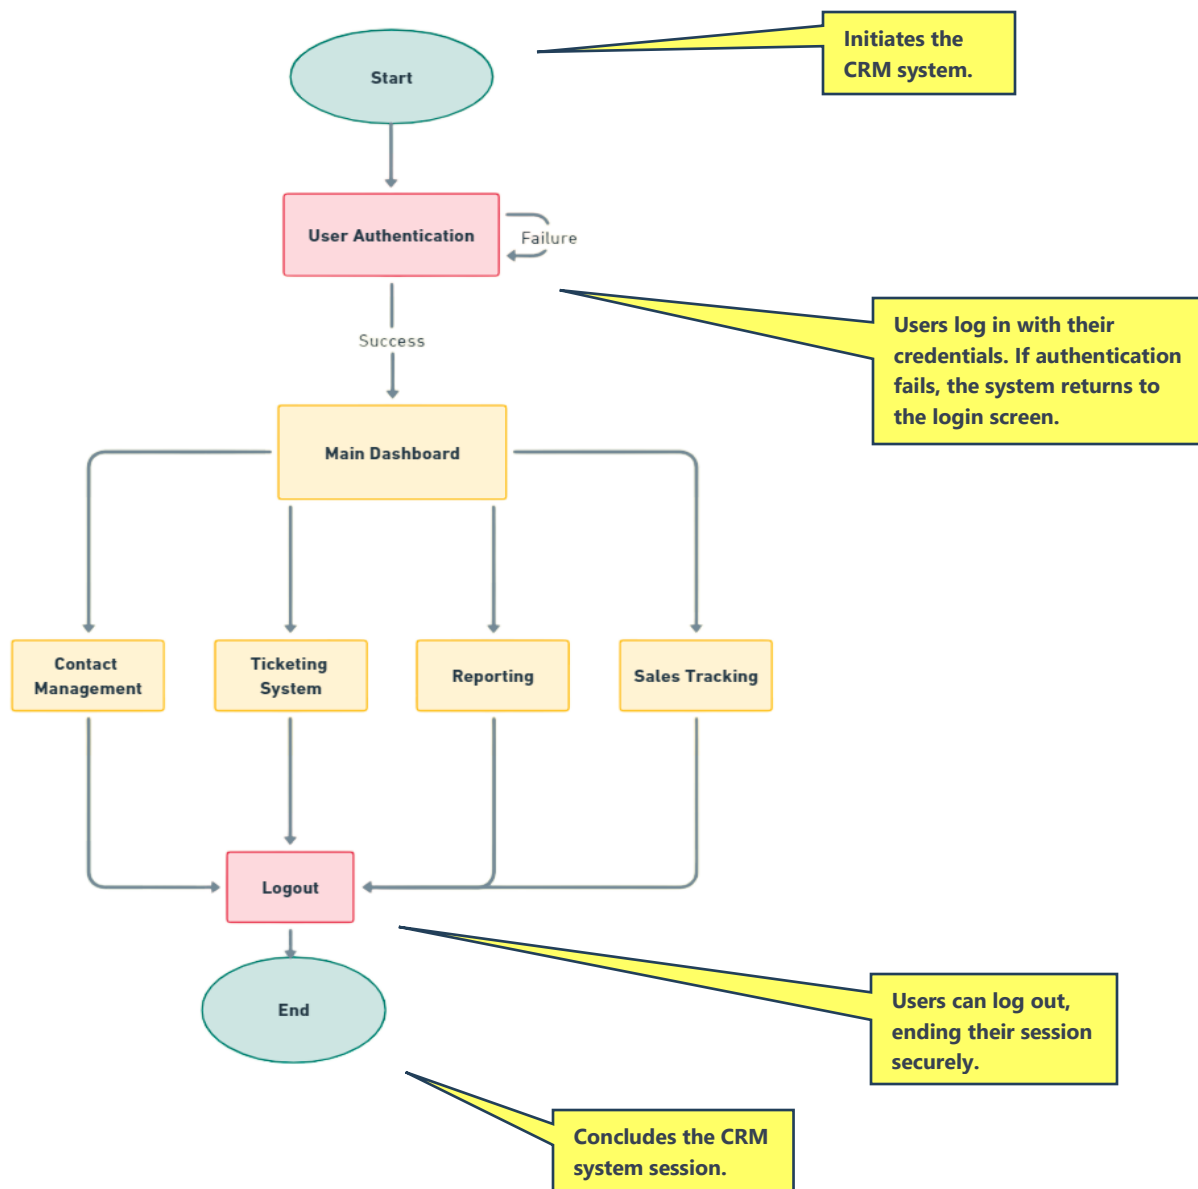 Start
Initiates the
CRM system.
User Authentication
Failure
Success
Users log in with their
credentials. If authentication
fails, the system returns to
the login screen.
Main Dashboard
Contact
Management
Ticketing
System
Reporting
Sales Tracking
Logout
Users can log out,
ending their session
securely.
End
Concludes the CRM
system session.